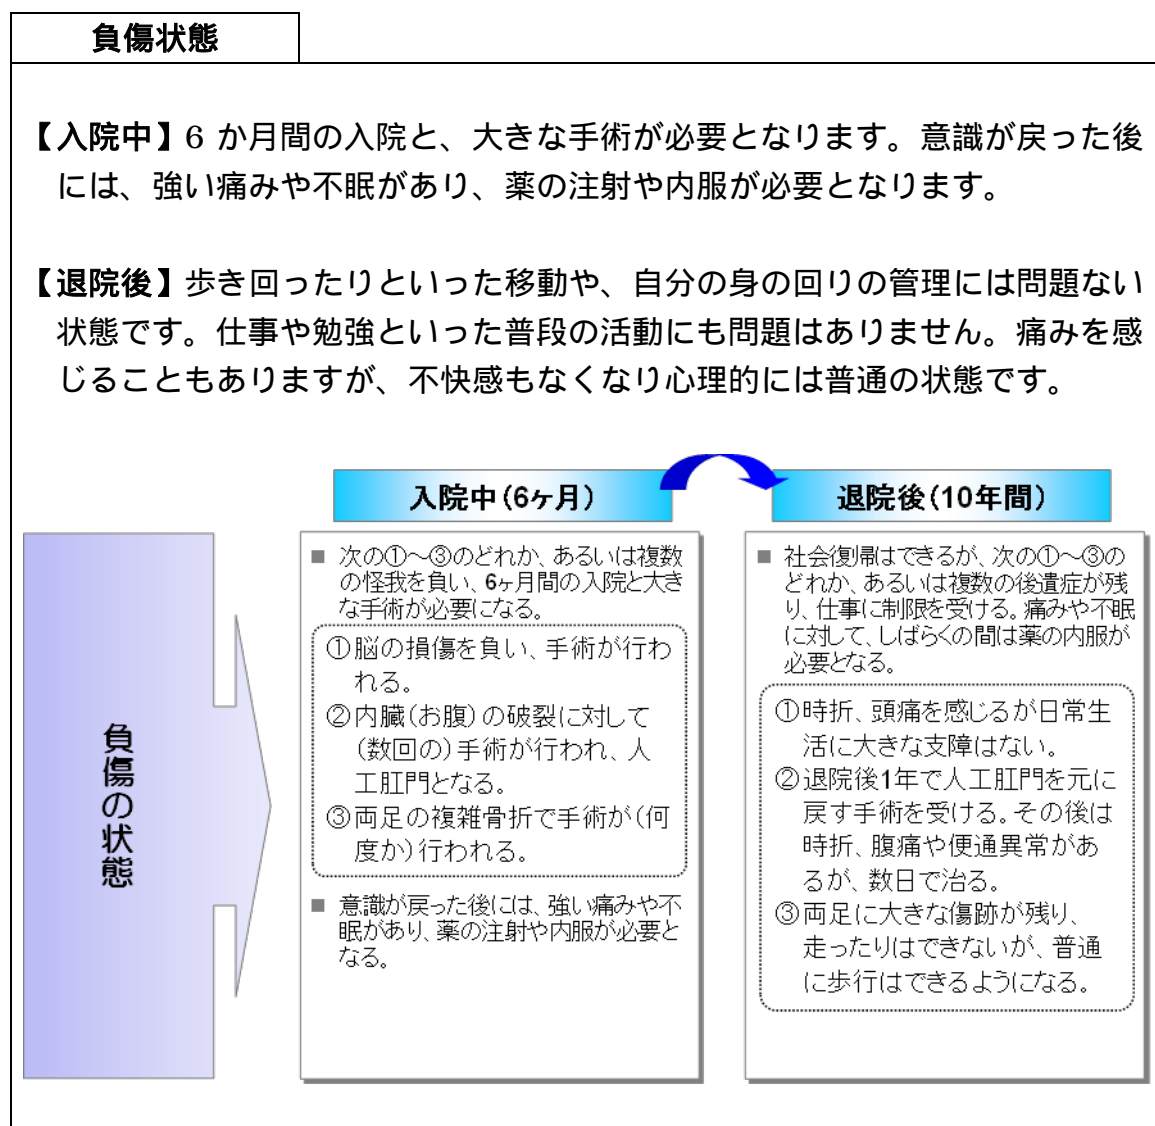 負傷状態
【入院中】6 か月間の入院と、大きな手術が必要となります。意識が戻った後
には、強い痛みや不眠があり、薬の注射や内服が必要となります。
【退院後】歩き回ったりといった移動や、自分の身の回りの管理には問題ない
状態です。仕事や勉強といった普段の活動にも問題はありません。痛みを感
じることもありますが、不快感もなくなり心理的には普通の状態です。
入院中(6ヶ月)
退院後(10年間)
負傷の状態
■ 次の①～③のどれか、あるいは複数
の怪我を負い、6ヶ月間の入院と大き
な手術が必要になる。
①脳の損傷を負い、手術が行わ
れる。
②内臓(お腹)の破裂に対して
(数回の)手術が行われ、人
工肛門となる。
③両足の複雑骨折で手術が(何
度か)行われる。
■ 意識が戻った後には、強い痛みや不
眠があり、薬の注射や内服が必要と
なる。
■ 社会復帰はできるが、次の①～③の
どれか、あるいは複数の後遺症が残
り、仕事に制限を受ける。痛みや不眠
に対して、しばらくの間は薬の内服が
必要となる。
①時折、頭痛を感じるが日常生
活に大きな支障はない。
②退院後1年で人工肛門を元に
戻す手術を受ける。その後は
時折、腹痛や便通異常があ
るが、数日で治る。
③両足に大きな傷跡が残り、
走ったりはできないが、普通
に歩行はできるようになる。